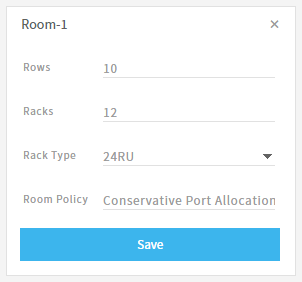 Room-1 ×
Rows 10
Racks 12
Rack Type 24RU
Room Policy Conservative Port Allocation
Save